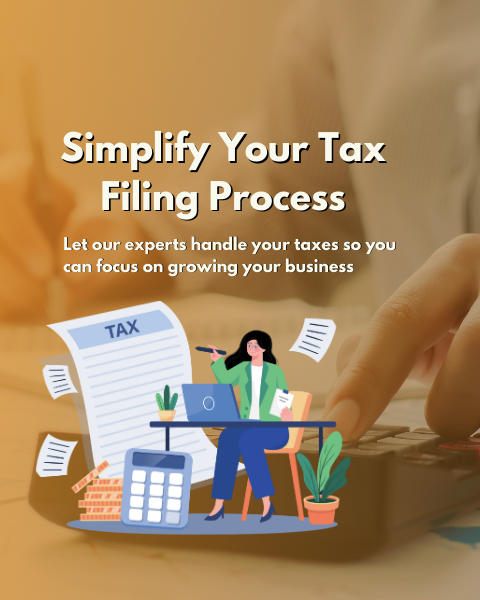 Simplify Your Tax
Filing Process
Let our experts handle your taxes so you
can focus on growing your business
TAX